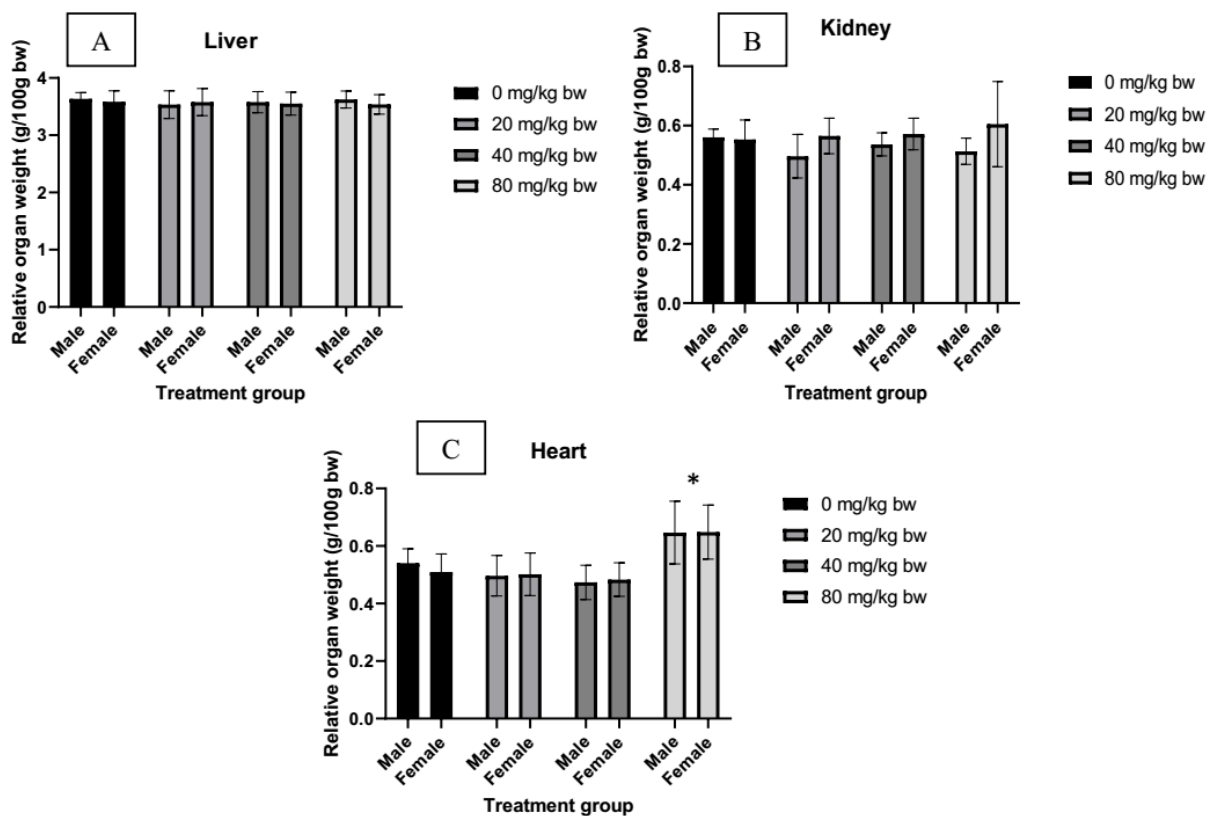 A
Liver
Relative organ weight (g/100g bw)
4
3
2
1
0
Male
Female
Male
Female
Male
Female
Male
Female
Treatment group
0 mg/kg bw
20 mg/kg bw
40 mg/kg bw
80 mg/kg bw
B
Kidney
Relative organ weight (g/100g bw)
0.8
0.6
0.4
0.2
0.0
Male
Female
Male
Female
Male
Female
Male
Female
Treatment group
0 mg/kg bw
20 mg/kg bw
40 mg/kg bw
80 mg/kg bw
C
Heart
Relative organ weight (g/100g bw)
0.8
0.6
0.4
0.2
0.0
*
Male
Female
Male
Female
Male
Female
Male
Female
Treatment group
0 mg/kg bw
20 mg/kg bw
40 mg/kg bw
80 mg/kg bw